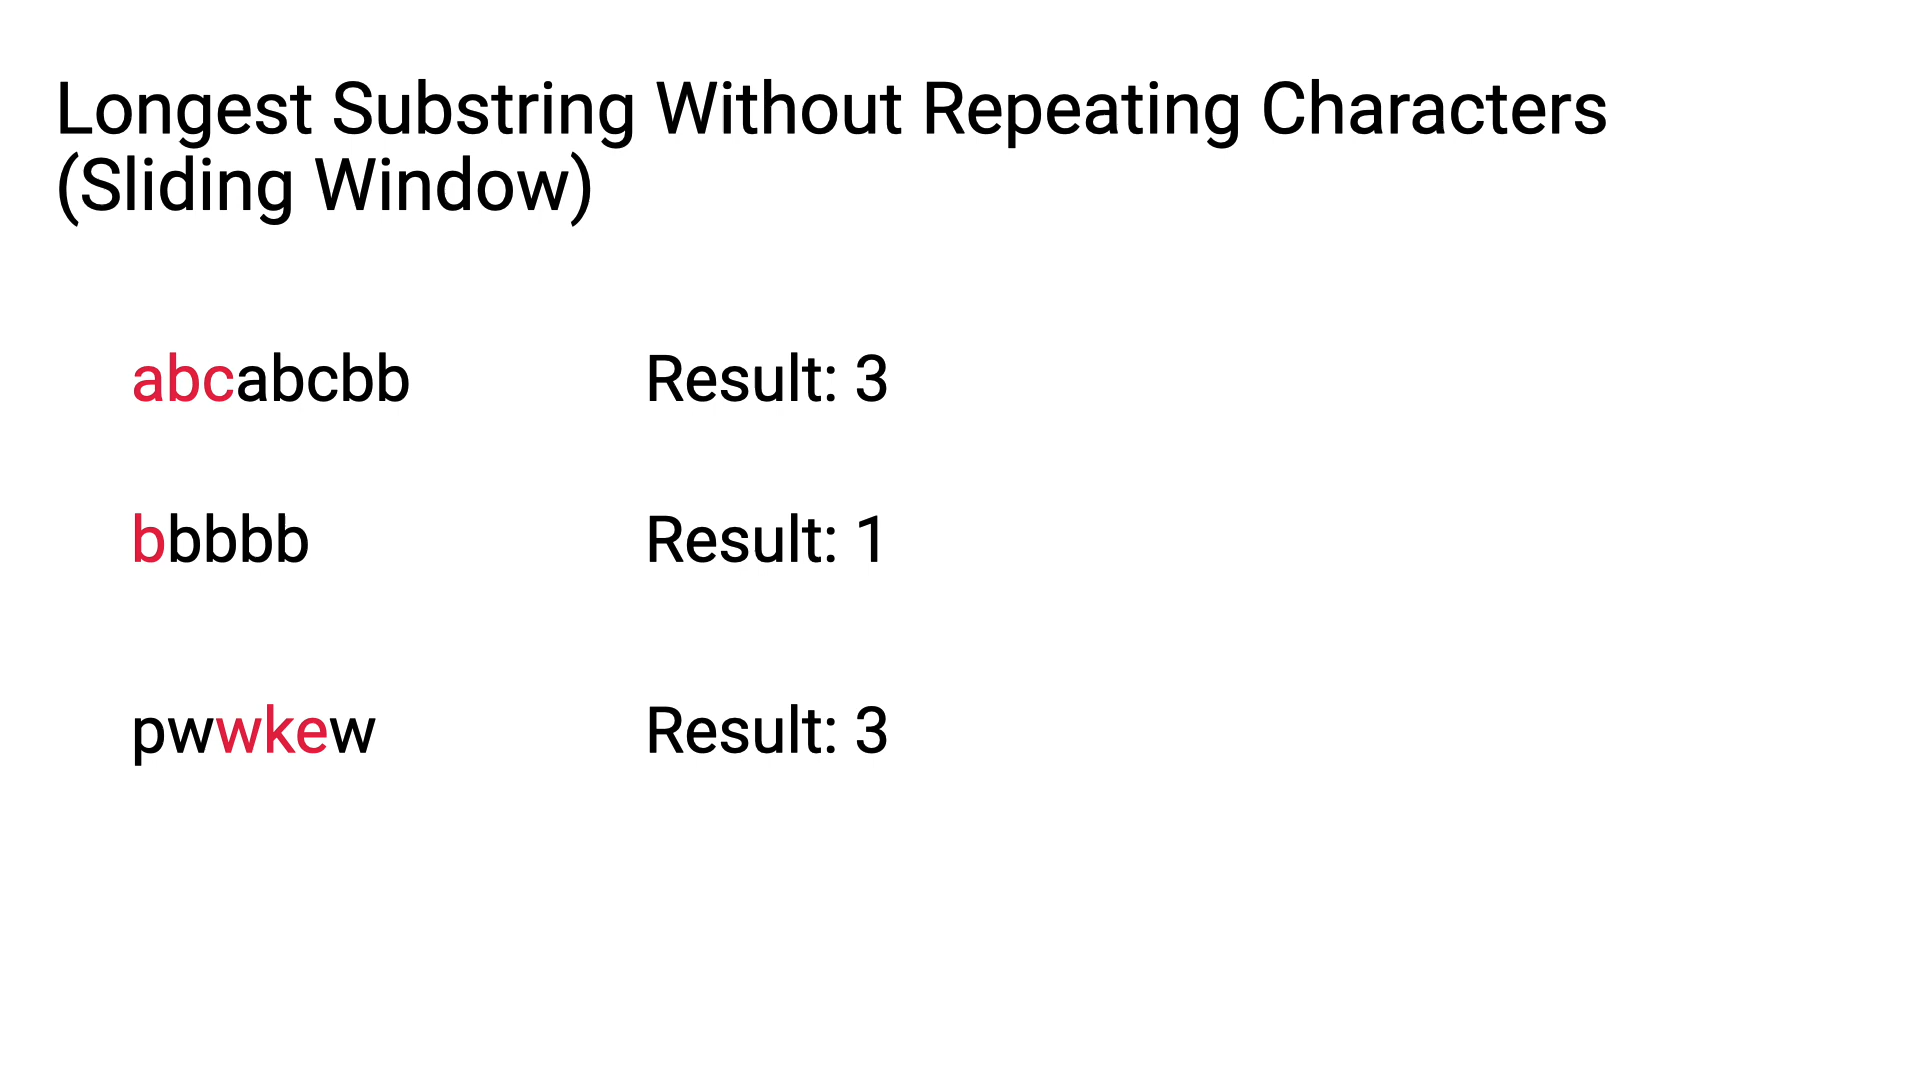 Longest Substring Without Repeating Characters
(Sliding Window)
abcabcbb Result: 3
bbbbb Result: 1
pwwkew Result: 3